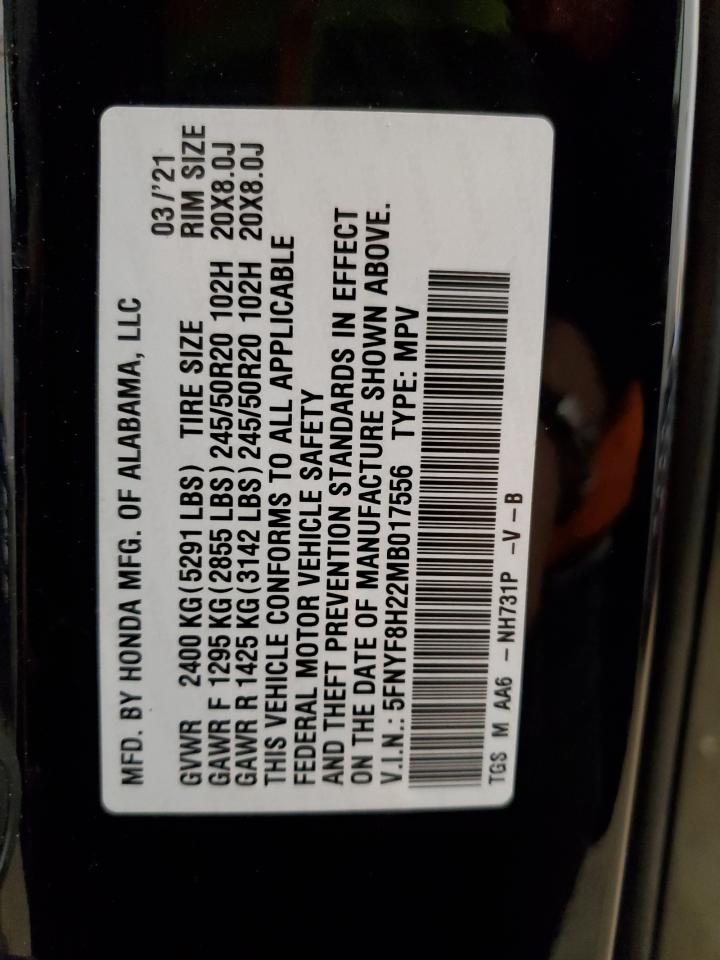 MFD. BY HONDA MFG. OF ALABAMA, LLC
03/'21
GVWR 2400 KG(5291 LBS) TIRE SIZE RIM SIZE
GAWR F 1295 KG(2855 LBS) 245/50R20 102H 20X8.0J
GAWR R 1425 KG(3142 LBS) 245/50R20 102H 20X8.0J
THIS VEHICLE CONFORMS TO ALL APPLICABLE
FEDERAL MOTOR VEHICLE SAFETY
AND THEFT PREVENTION STANDARDS IN EFFECT
ON THE DATE OF MANUFACTURE SHOWN ABOVE.
V.I.N.: 5FNYF8H22MB017556 TYPE: MPV
TGS M AA6 - NH731P -V -B